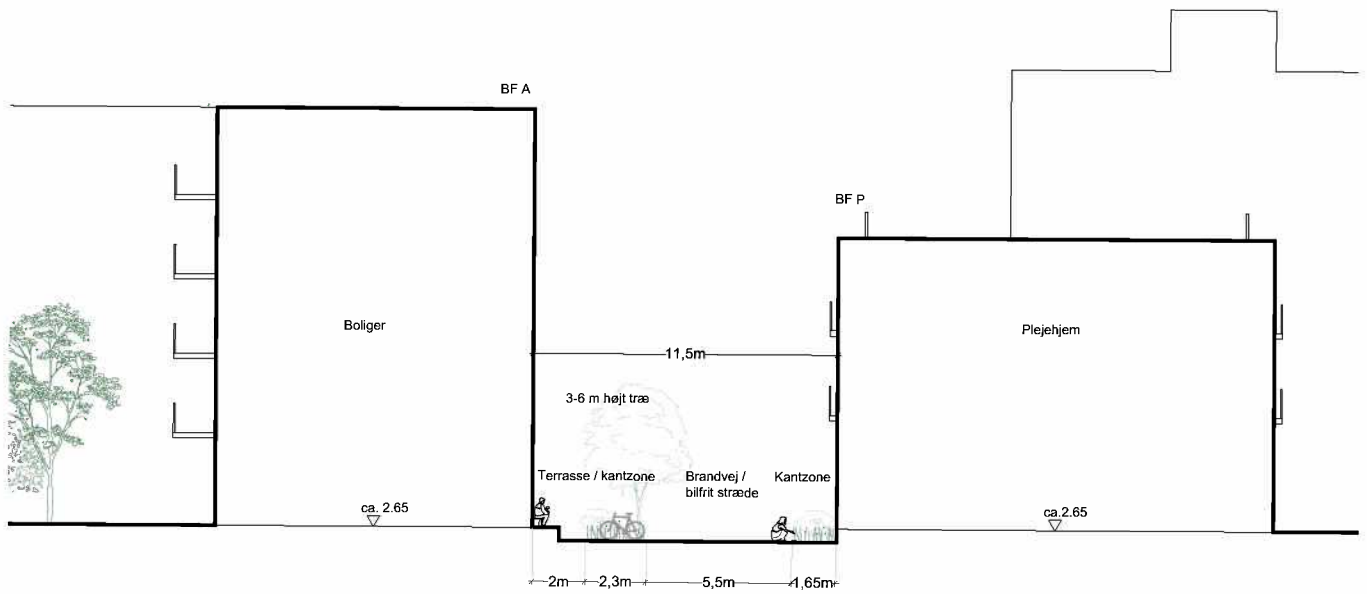 BF A
BF P
Boliger
Plejehjem
11,5m
3-6 m højt træ
Terrasse / kantzone
Brandvej /
bilfrit stræde
Kantzone
ca. 2.65
ca.2.65
2m
2,3m
5,5m
1,65m